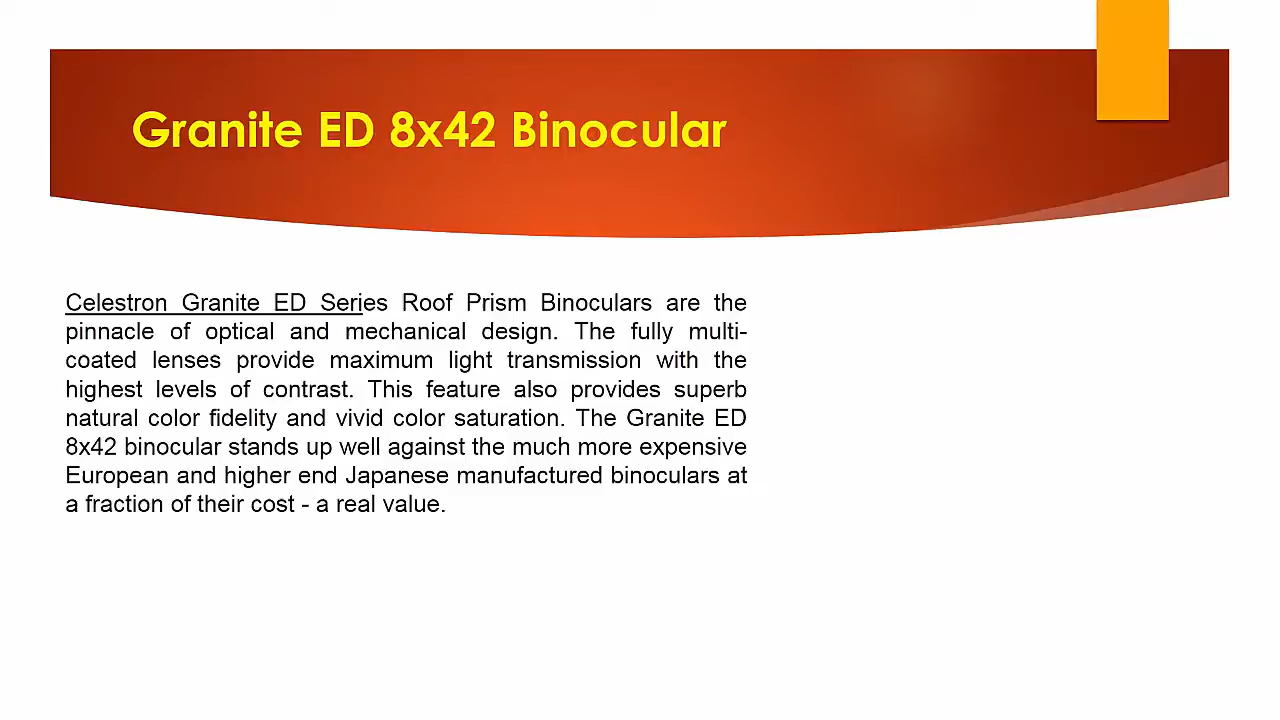 Granite ED 8x42 Binocular
Celestron Granite ED Series Roof Prism Binoculars are the
pinnacle of optical and mechanical design. The fully multi-
coated lenses provide maximum light transmission with the
highest levels of contrast. This feature also provides superb
natural color fidelity and vivid color saturation. The Granite ED
8x42 binocular stands up well against the much more expensive
European and higher end Japanese manufactured binoculars at
a fraction of their cost - a real value.